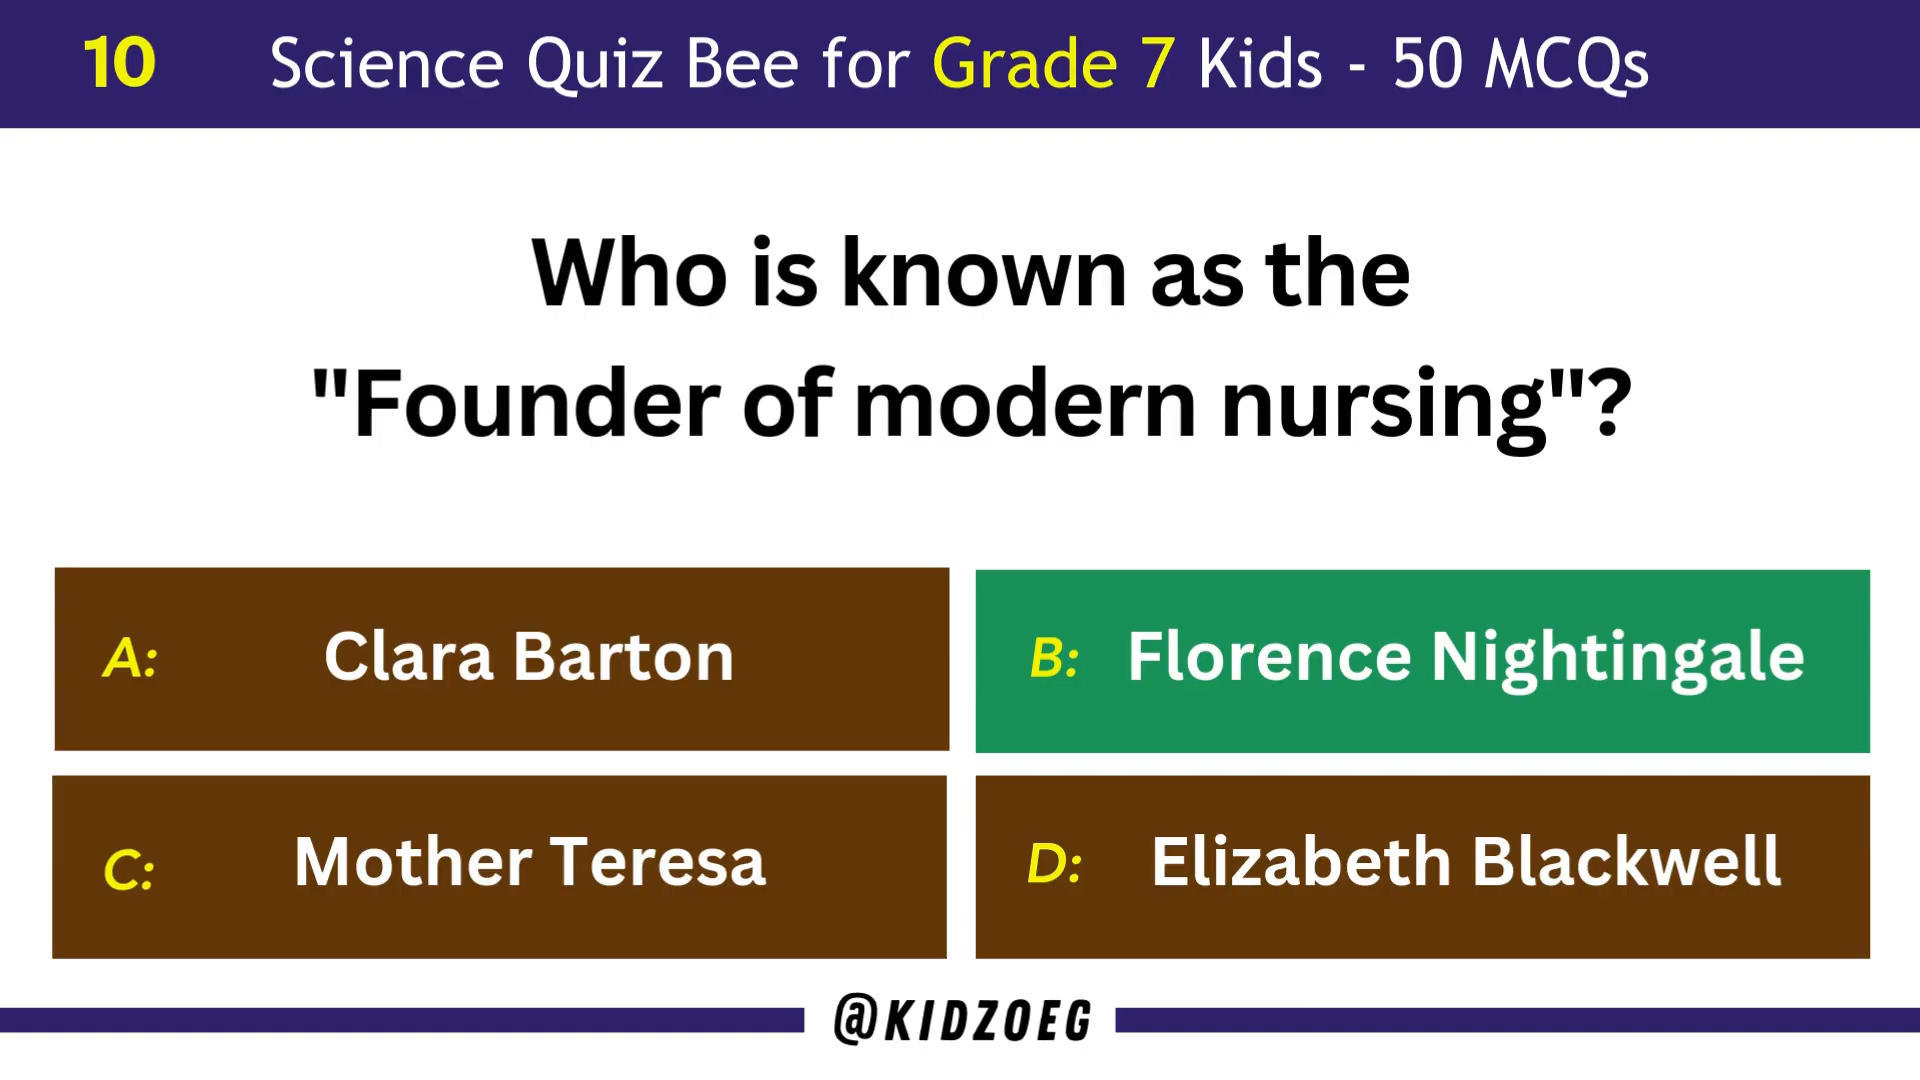 10 Science Quiz Bee for Grade 7 Kids - 50 MCQs
Who is known as the
"Founder of modern nursing"?
A: Clara Barton
B: Florence Nightingale
C: Mother Teresa
D: Elizabeth Blackwell
@KIDZOEG